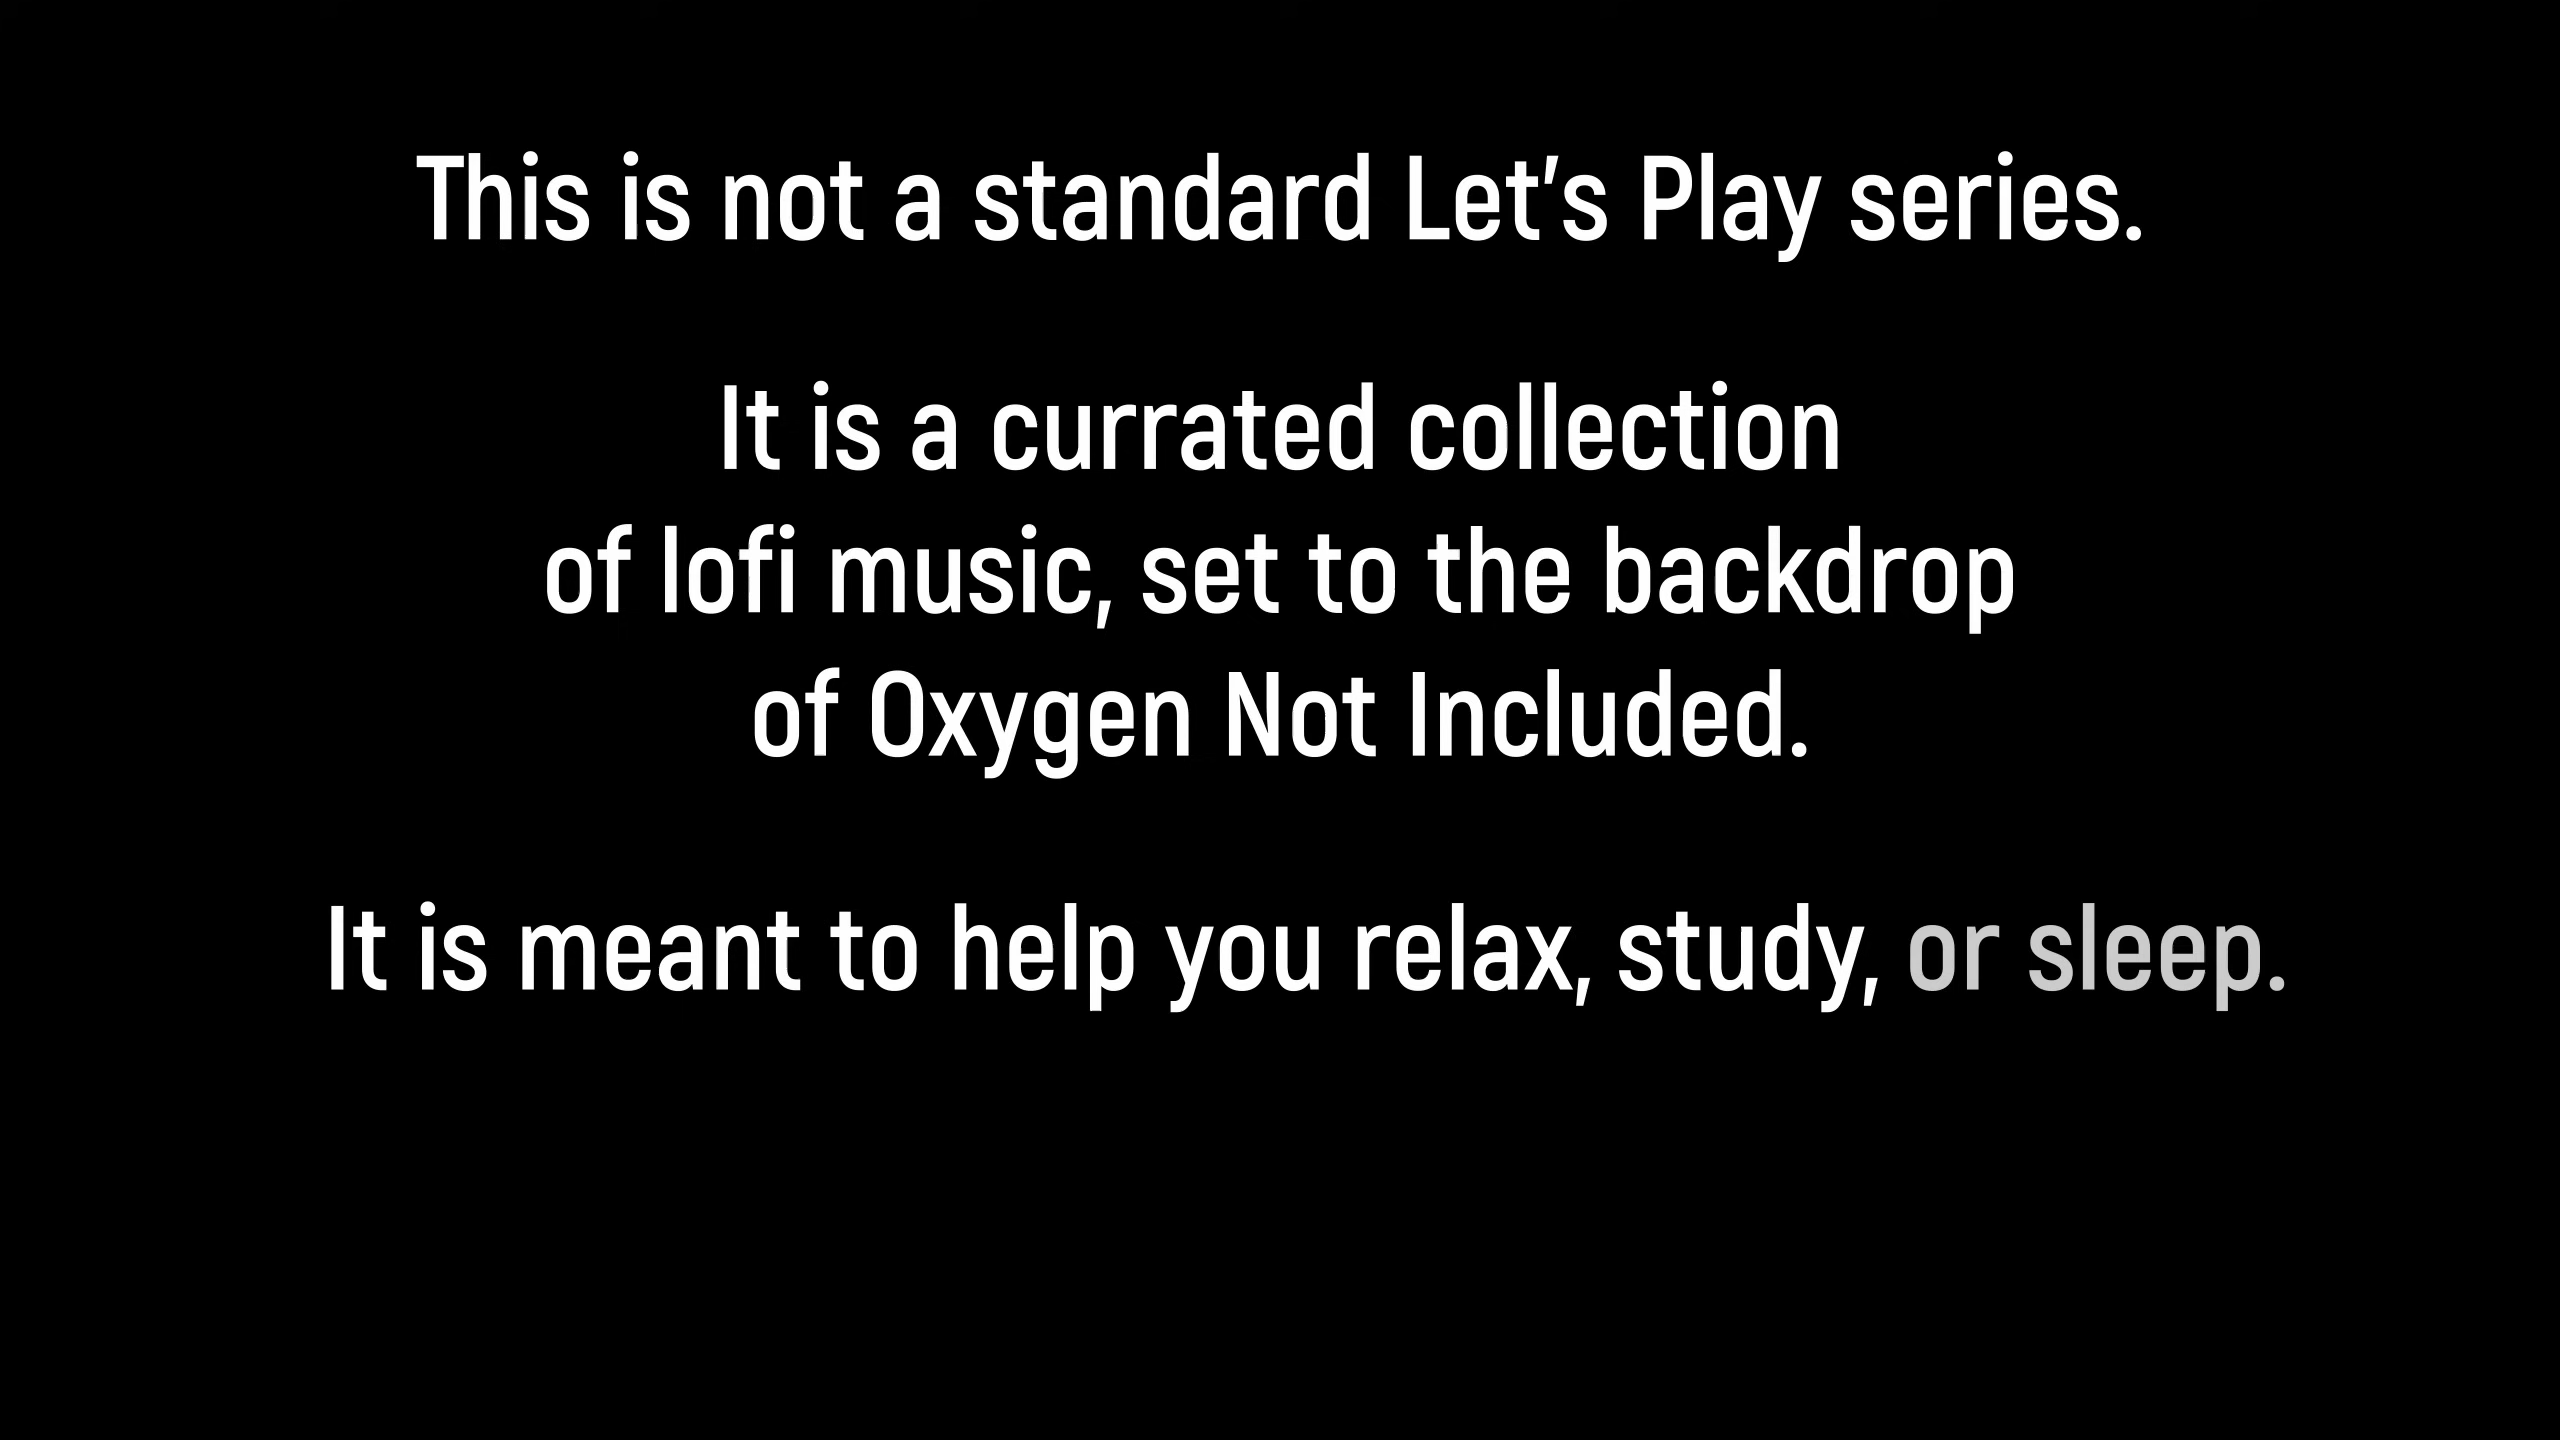 This is not a standard Let's Play series.
It is a currated collection
of lofi music, set to the backdrop
of Oxygen Not Included.
It is meant to help you relax, study, or sleep.